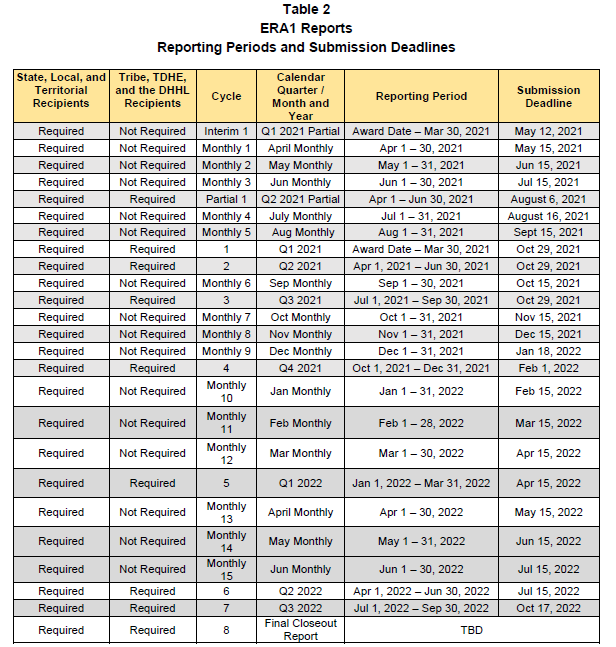 Table 2
ERA1 Reports
Reporting Periods and Submission Deadlines
State, Local, and Territorial Recipients | Tribe, TDHE, and the DHHL Recipients | Cycle | Calendar Quarter / Month and Year | Reporting Period | Submission Deadline
Required | Not Required | Interim 1 | Q1 2021 Partial | Award Date – Mar 30, 2021 | May 12, 2021
Required | Not Required | Monthly 1 | April Monthly | Apr 1 – 30, 2021 | May 15, 2021
Required | Not Required | Monthly 2 | May Monthly | May 1 – 31, 2021 | Jun 15, 2021
Required | Not Required | Monthly 3 | Jun Monthly | Jun 1 – 30, 2021 | Jul 15, 2021
Required | Required | Partial 1 | Q2 2021 Partial | Apr 1 – Jun 30, 2021 | August 6, 2021
Required | Not Required | Monthly 4 | July Monthly | Jul 1 – 31, 2021 | August 16, 2021
Required | Not Required | Monthly 5 | Aug Monthly | Aug 1 – 31, 2021 | Sept 15, 2021
Required | Required | 1 | Q1 2021 | Award Date – Mar 30, 2021 | Oct 29, 2021
Required | Required | 2 | Q2 2021 | Apr 1, 2021 – Jun 30, 2021 | Oct 29, 2021
Required | Not Required | Monthly 6 | Sep Monthly | Sep 1 – 30, 2021 | Oct 15, 2021
Required | Required | 3 | Q3 2021 | Jul 1, 2021 – Sep 30, 2021 | Oct 29, 2021
Required | Not Required | Monthly 7 | Oct Monthly | Oct 1 – 31, 2021 | Nov 15, 2021
Required | Not Required | Monthly 8 | Nov Monthly | Nov 1 – 31, 2021 | Dec 15, 2021
Required | Not Required | Monthly 9 | Dec Monthly | Dec 1 – 31, 2021 | Jan 18, 2022
Required | Required | 4 | Q4 2021 | Oct 1, 2021 – Dec 31, 2021 | Feb 1, 2022
Required | Not Required | Monthly 10 | Jan Monthly | Jan 1 – 31, 2022 | Feb 15, 2022
Required | Not Required | Monthly 11 | Feb Monthly | Feb 1 – 28, 2022 | Mar 15, 2022
Required | Not Required | Monthly 12 | Mar Monthly | Mar 1 – 30, 2022 | Apr 15, 2022
Required | Required | 5 | Q1 2022 | Jan 1, 2022 – Mar 31, 2022 | Apr 15, 2022
Required | Not Required | Monthly 13 | April Monthly | Apr 1 – 30, 2022 | May 15, 2022
Required | Not Required | Monthly 14 | May Monthly | May 1 – 31, 2022 | Jun 15, 2022
Required | Not Required | Monthly 15 | Jun Monthly | Jun 1 – 30, 2022 | Jul 15, 2022
Required | Required | 6 | Q2 2022 | Apr 1, 2022 – Jun 30, 2022 | Jul 15, 2022
Required | Required | 7 | Q3 2022 | Jul 1, 2022 – Sep 30, 2022 | Oct 17, 2022
Required | Required | 8 | Final Closeout Report | TBD